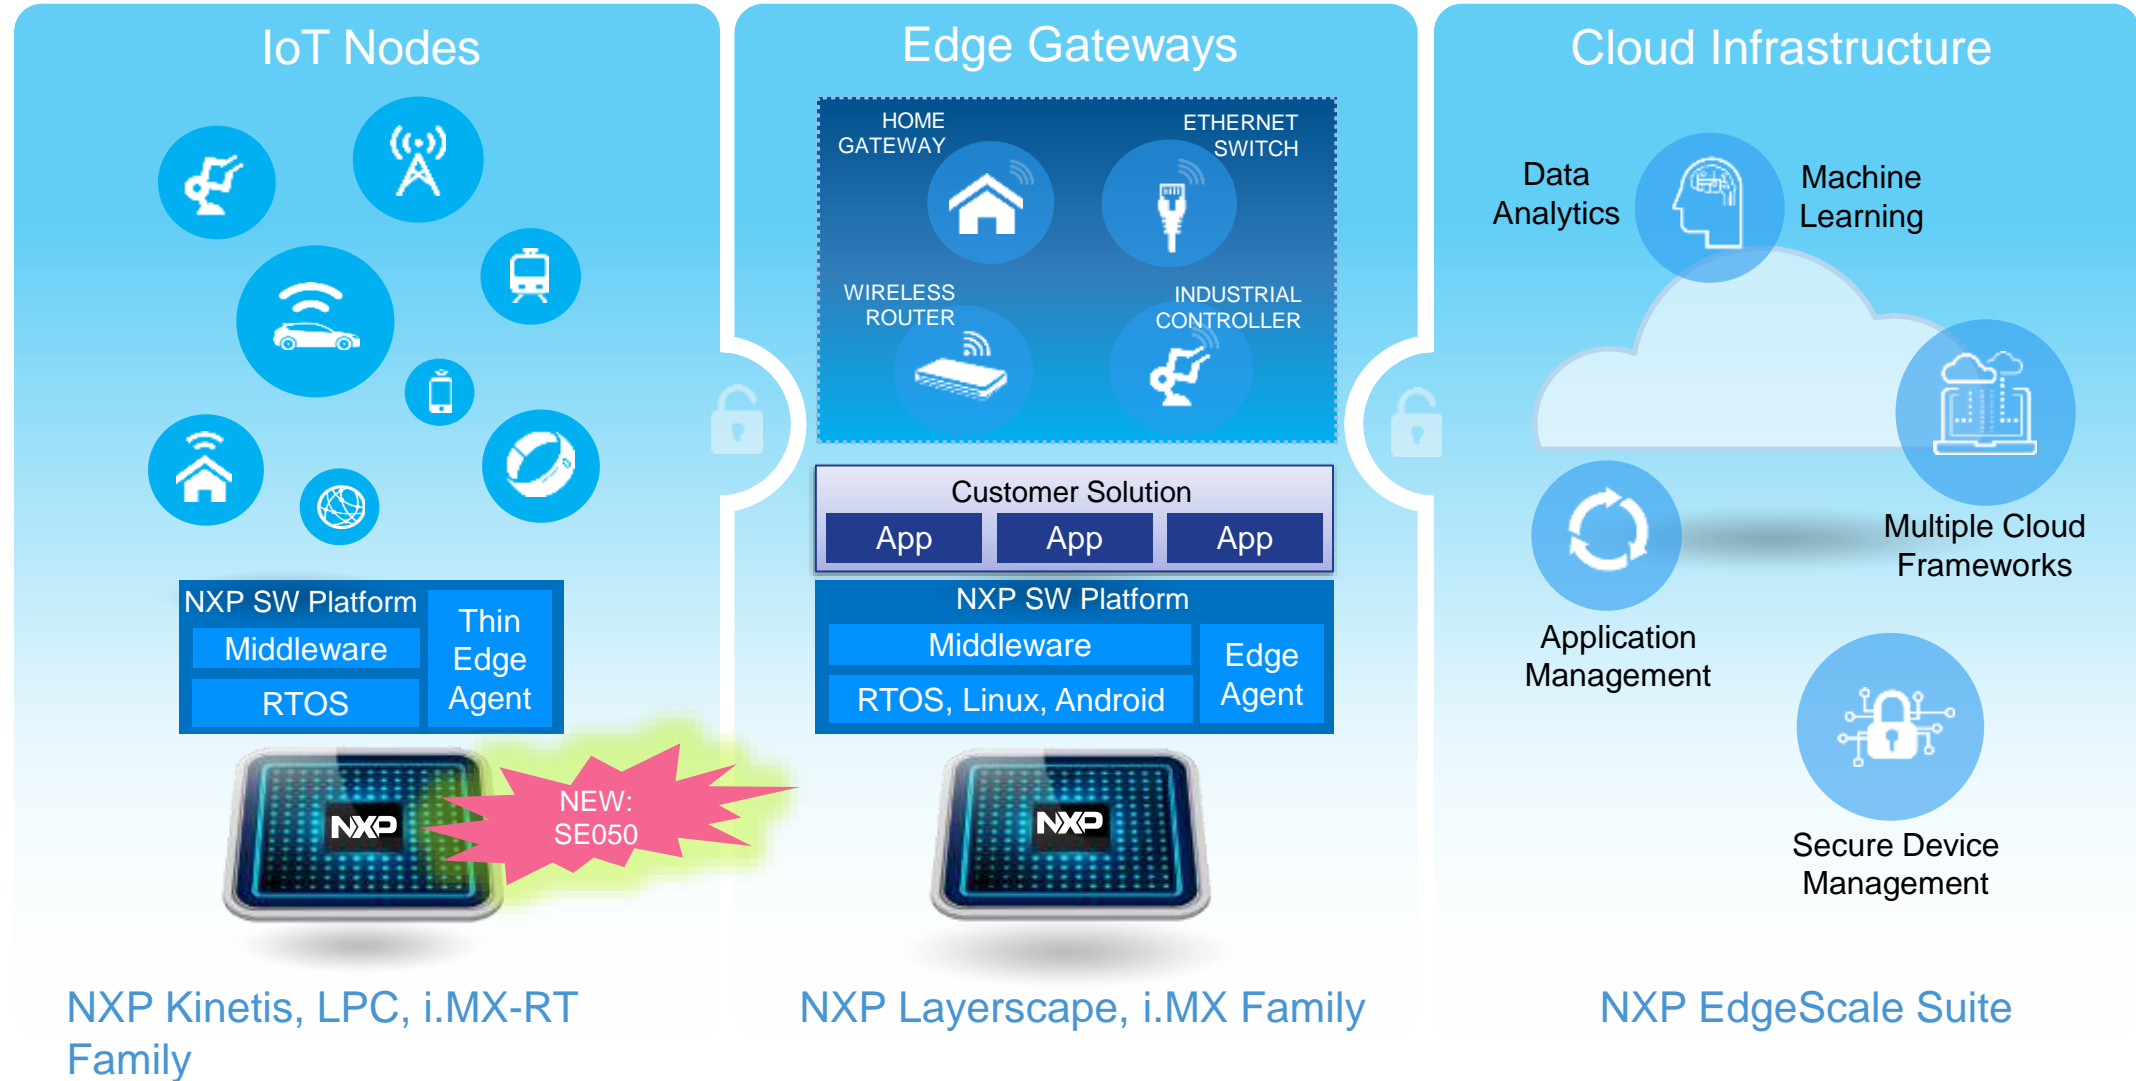 IoT Nodes
NXP SW Platform
Middleware
RTOS
Thin
Edge
Agent
NXP
NEW:
SE050
NXP Kinetis, LPC, i.MX-RT
Family
Edge Gateways
HOME
GATEWAY
ETHERNET
SWITCH
WIRELESS
ROUTER
INDUSTRIAL
CONTROLLER
Customer Solution
App
App
App
NXP SW Platform
Middleware
RTOS, Linux, Android
Edge
Agent
NXP
NXP Layerscape, i.MX Family
Cloud Infrastructure
Data
Analytics
Machine
Learning
Multiple Cloud
Frameworks
Application
Management
Secure Device
Management
NXP EdgeScale Suite